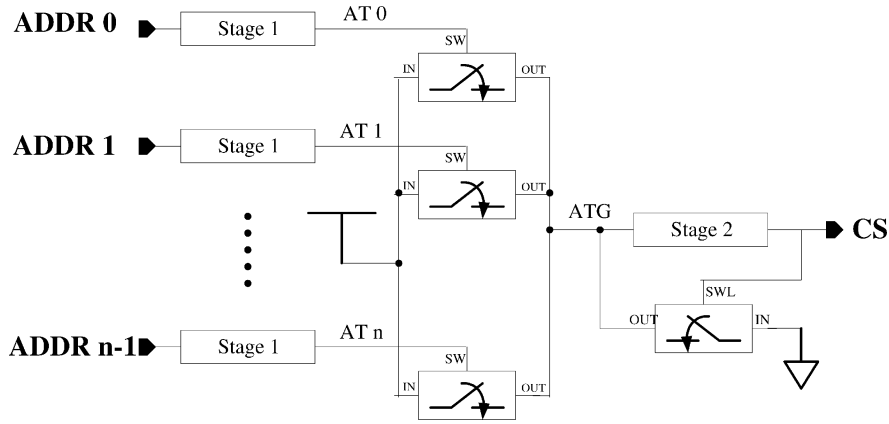 ADDR 0
Stage 1
AT 0
SW
IN
OUT
ADDR 1
Stage 1
AT 1
SW
IN
OUT
ATG
Stage 2
CS
SWL
OUT
IN
ADDR n-1
Stage 1
AT n
SW
IN
OUT